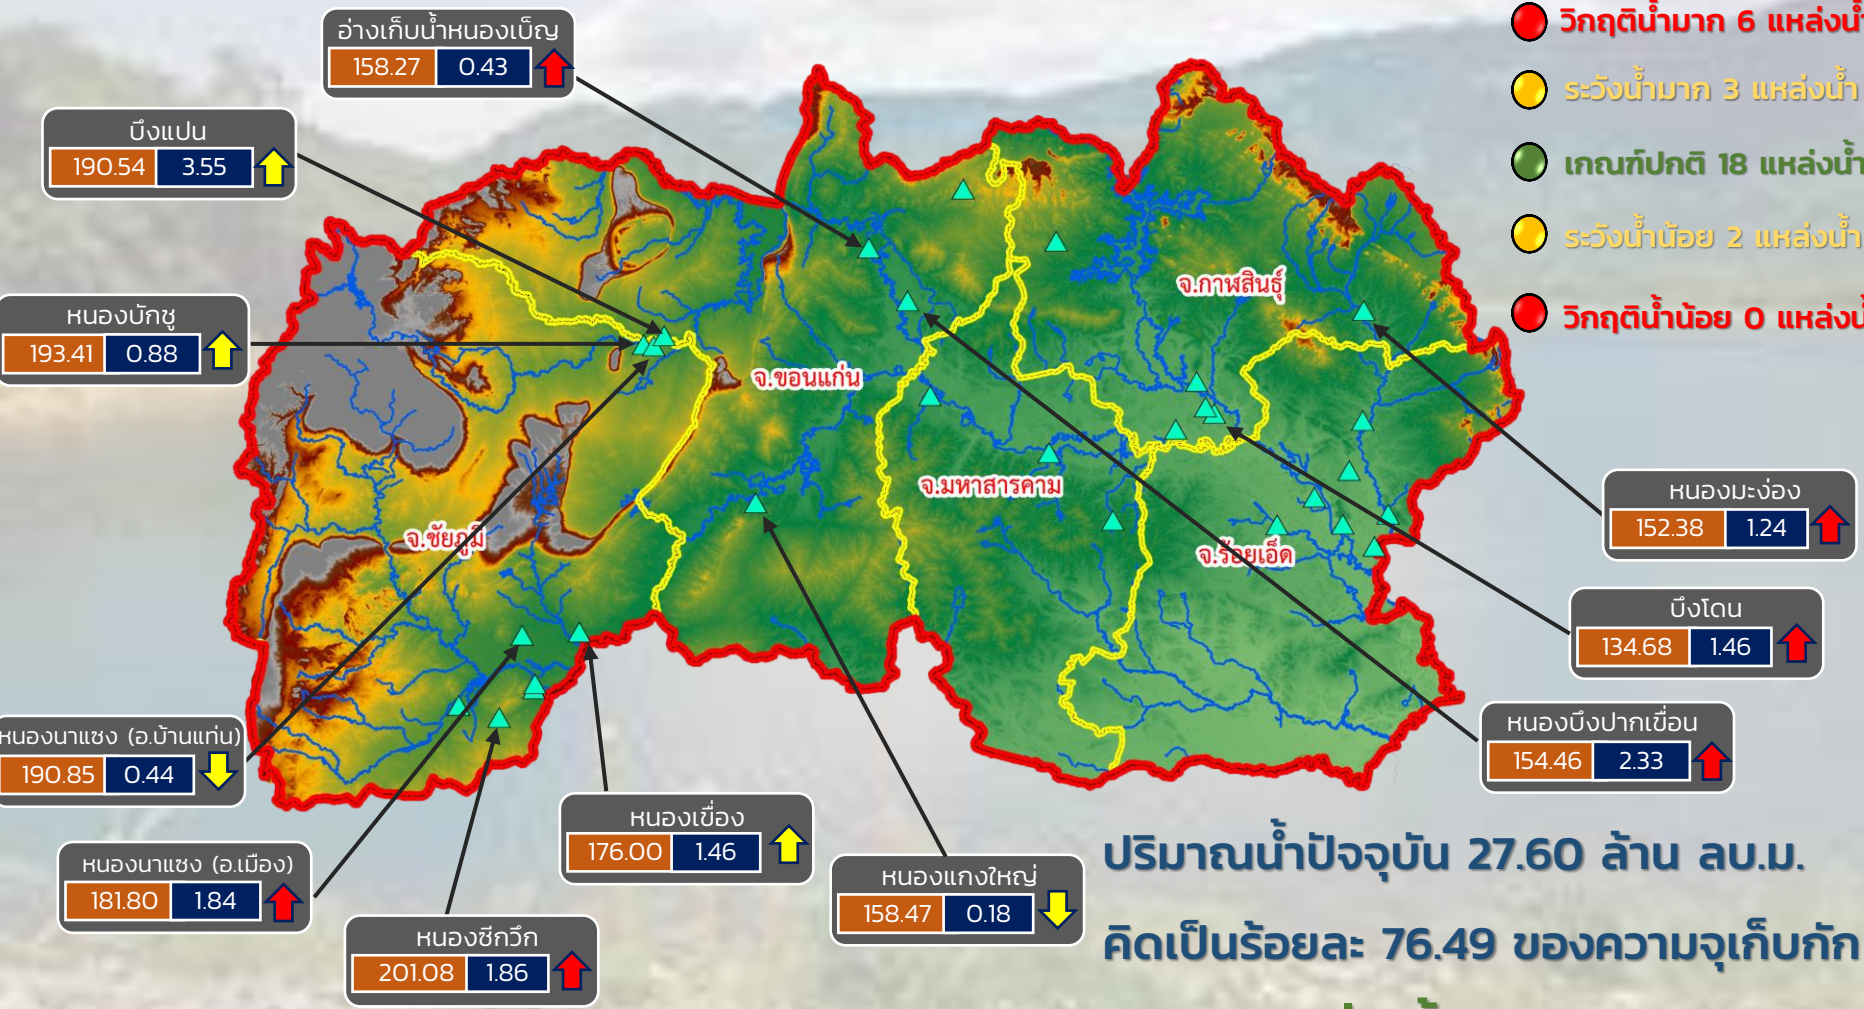 อ่างเก็บน้ำหนองเบ็ญ
158.27 0.43
วิกฤติน้ำมาก 6 แหล่งน้ำ
ระวังน้ำมาก 3 แหล่งน้ำ
เกณฑ์ปกติ 18 แหล่งน้ำ
ระวังน้ำน้อย 2 แหล่งน้ำ
วิกฤติน้ำน้อย 0 แหล่งน้ำ
บึงแปน
190.54 3.55
หนองบักชู
193.41 0.88
จ.กาฬสินธุ์
จ.ขอนแก่น
จ.มหาสารคาม
จ.ชัยภูมิ
จ.ร้อยเอ็ด
หนองมะง่อง
152.38 1.24
บึงโดน
134.68 1.46
หนองบึงปากเขื่อน
154.46 2.33
หนองนาแซง (อ.บ้านแท่น)
190.85 0.44
หนองนาแซง (อ.เมือง)
181.80 1.84
หนองเขื่อง
176.00 1.46
หนองแกงใหญ่
158.47 0.18
หนองซีกวึก
201.08 1.86
ปริมาณน้ำปัจจุบัน 27.60 ล้าน ลบ.ม.
คิดเป็นร้อยละ 76.49 ของความจุเก็บกัก